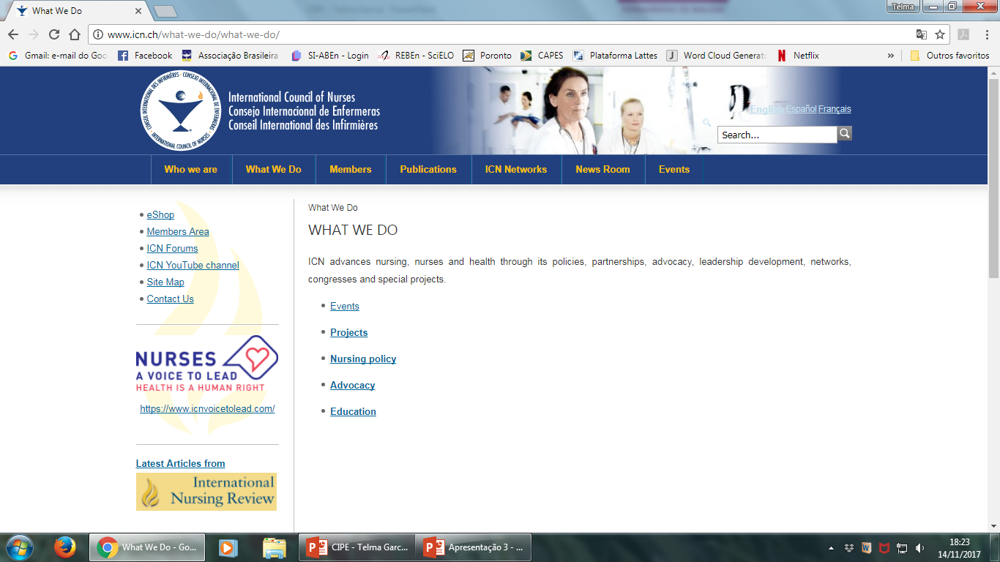 What We Do
Telma
www.icn.ch/what-we-do/what-we-do/
Gmail: e-mail do Goo
Facebook
Associação Brasileira
SI-ABEn - Login
REBEn - SciELO
Poronto
CAPES
Plataforma Lattes
Word Cloud Generato
Netflix
»
Outros favoritos
CONSEIL INTERNATIONAL DES INFIRMIÈRES · CONSEJO INTERNACIONAL DE ENFERMERAS · INTERNATIONAL COUNCIL OF NURSES
International Council of Nurses
Consejo Internacional de Enfermeras
Conseil International des Infirmières
English Español Français
Search...
Who we are
What We Do
Members
Publications
ICN Networks
News Room
Events
eShop
Members Area
ICN Forums
ICN YouTube channel
Site Map
Contact Us
NURSES
A VOICE TO LEAD
HEALTH IS A HUMAN RIGHT
https://www.icnvoicetolead.com/
Latest Articles from
International
Nursing Review
What We Do
WHAT WE DO
ICN advances nursing, nurses and health through its policies, partnerships, advocacy, leadership development, networks,
congresses and special projects.
Events
Projects
Nursing policy
Advocacy
Education
What We Do - Go...
CIPE - Telma Garc...
Apresentação 3 - ...
18:23
14/11/2017